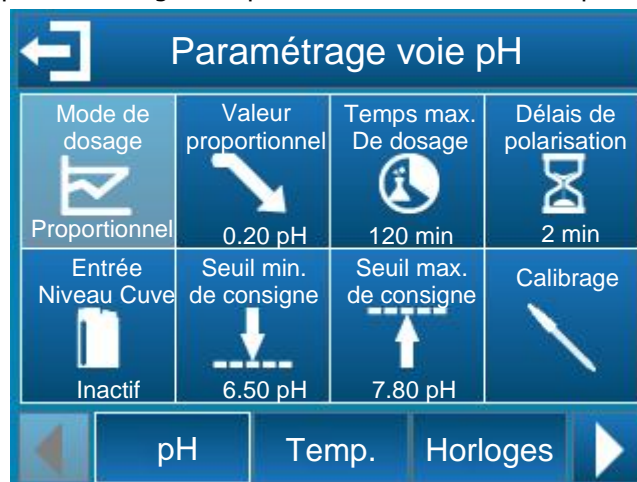 Paramétrage voie pH
Mode de
dosage
Proportionnel
Valeur
proportionnel
0.20 pH
Temps max.
De dosage
120 min
Délais de
polarisation
2 min
Entrée
Niveau Cuve
Inactif
Seuil min.
de consigne
6.50 pH
Seuil max.
de consigne
7.80 pH
Calibrage
pH
Temp.
Horloges